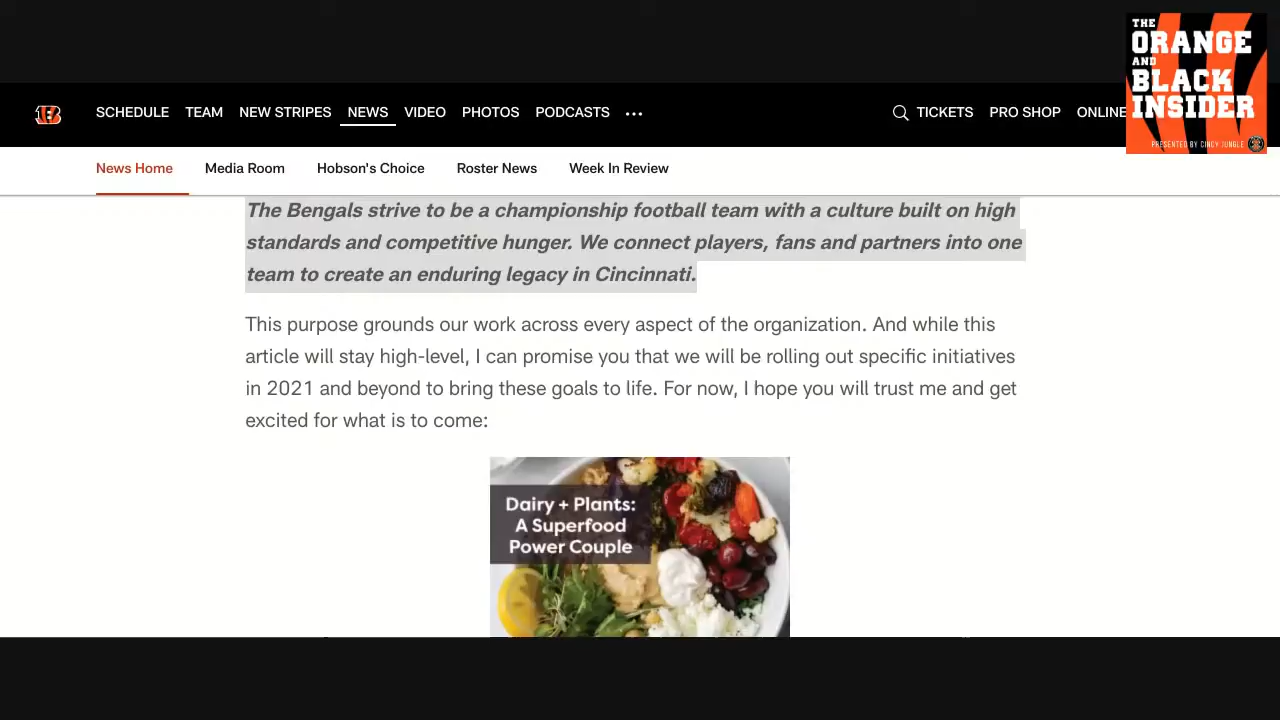 THE
ORANGE
AND
BLACK
INSIDER
PRESENTED BY CINCY JUNGLE
SCHEDULE TEAM NEW STRIPES NEWS VIDEO PHOTOS PODCASTS ... TICKETS PRO SHOP ONLINE
News Home Media Room Hobson's Choice Roster News Week In Review
The Bengals strive to be a championship football team with a culture built on high
standards and competitive hunger. We connect players, fans and partners into one
team to create an enduring legacy in Cincinnati.
This purpose grounds our work across every aspect of the organization. And while this
article will stay high-level, I can promise you that we will be rolling out specific initiatives
in 2021 and beyond to bring these goals to life. For now, I hope you will trust me and get
excited for what is to come:
Dairy + Plants:
A Superfood
Power Couple